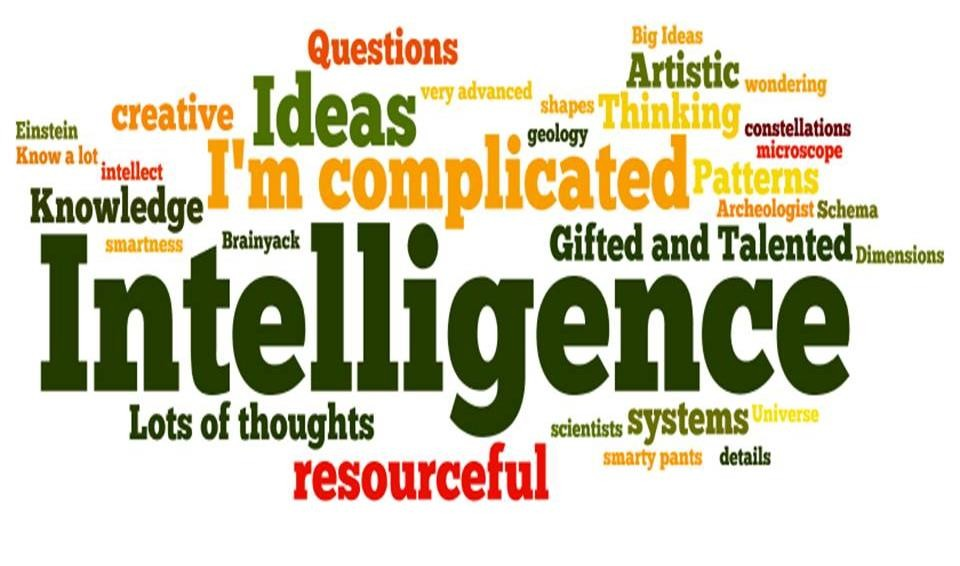 Big Ideas
Questions
Artistic
wondering
very advanced
Ideas
shapes
Thinking
creative
Einstein
geology
constellations
Know a lot
microscope
intellect
I'm complicated
Patterns
Knowledge
Archeologist
Schema
smartness
Brainyack
Gifted and Talented
Dimensions
Intelligence
Lots of thoughts
scientists
systems
Universe
smarty pants
details
resourceful